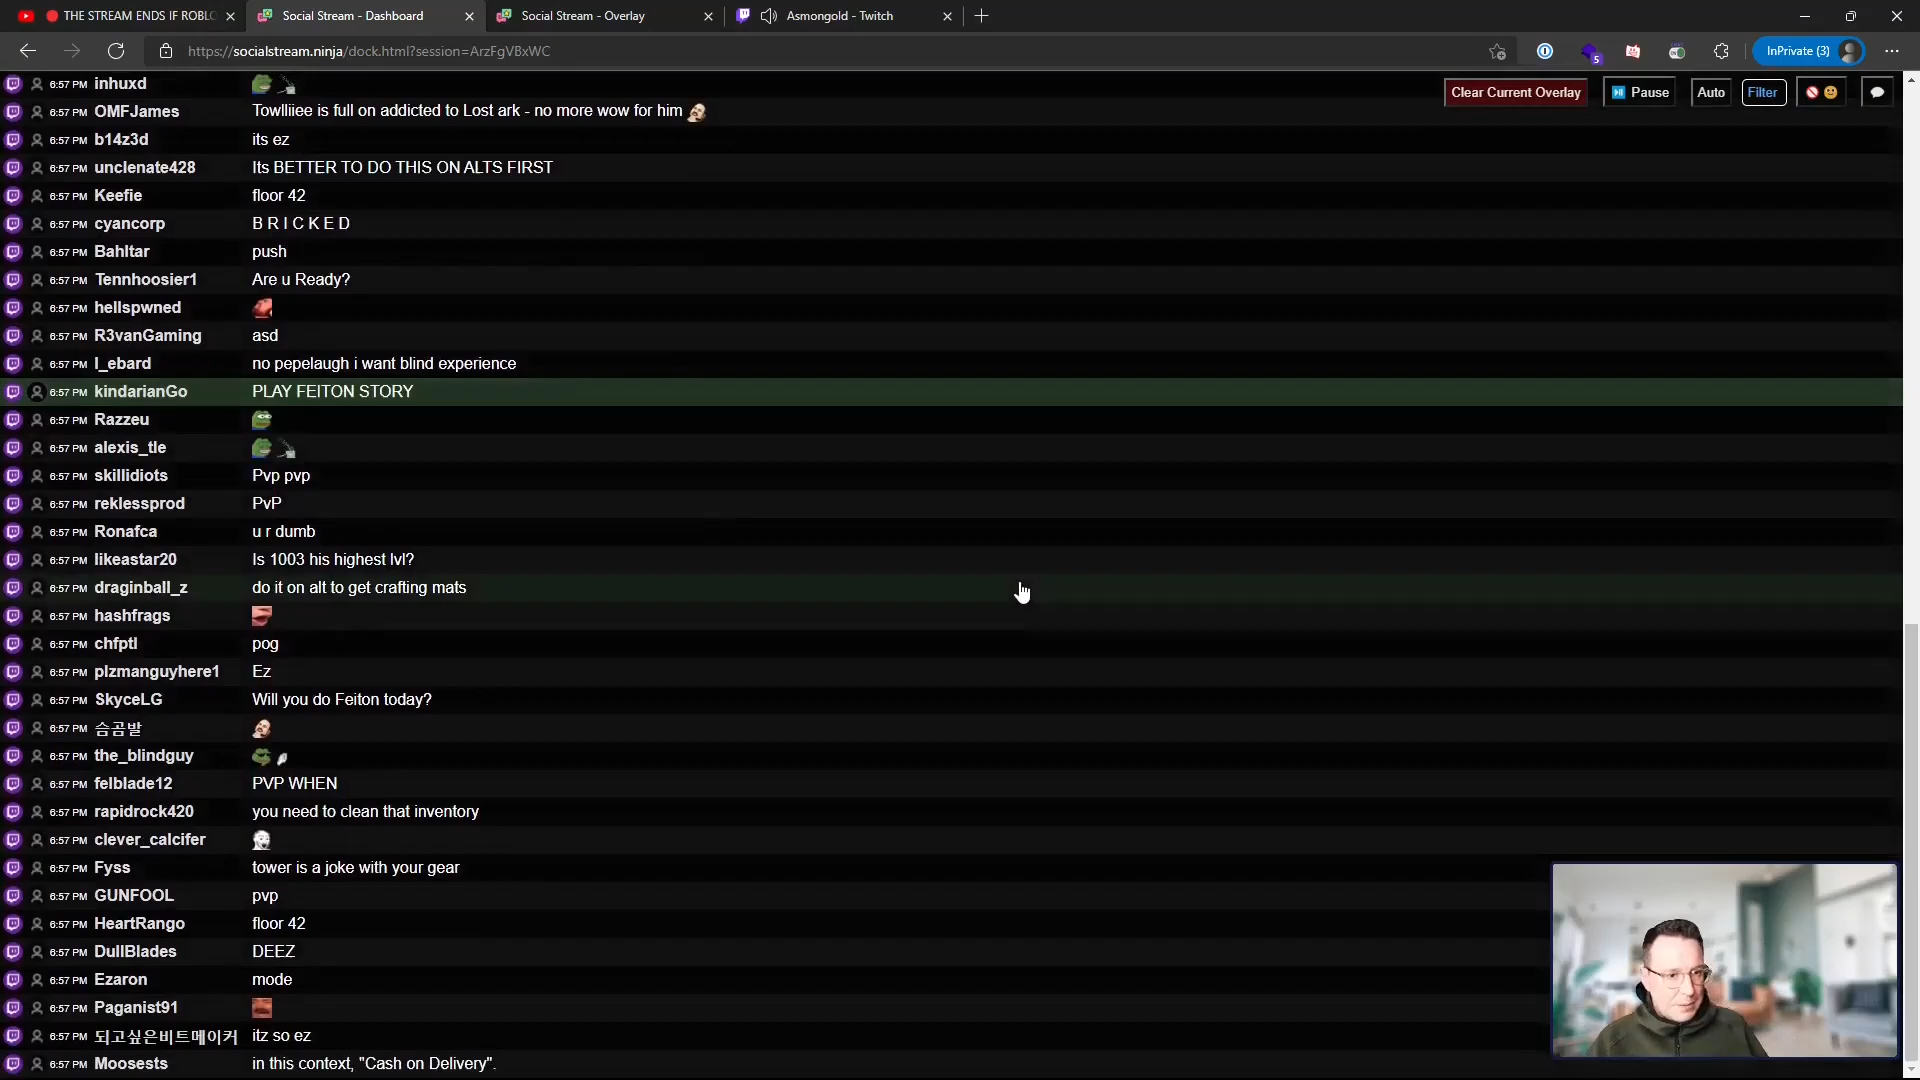 THE STREAM ENDS IF ROBLO
Social Stream - Dashboard
Social Stream - Overlay
Asmongold - Twitch
https://socialstream.ninja/dock.html?session=ArzFgVBxWC
5
InPrivate (3)
Clear Current Overlay
Pause
Auto
Filter
6:57 PM inhuxd
6:57 PM OMFJames Towlliiee is full on addicted to Lost ark - no more wow for him
6:57 PM b14z3d its ez
6:57 PM unclenate428 Its BETTER TO DO THIS ON ALTS FIRST
6:57 PM Keefie floor 42
6:57 PM cyancorp B R I C K E D
6:57 PM Bahltar push
6:57 PM Tennhoosier1 Are u Ready?
6:57 PM hellspwned
6:57 PM R3vanGaming asd
6:57 PM l_ebard no pepelaugh i want blind experience
6:57 PM kindarianGo PLAY FEITON STORY
6:57 PM Razzeu
6:57 PM alexis_tle
6:57 PM skillidiots Pvp pvp
6:57 PM reklessprod PvP
6:57 PM Ronafca u r dumb
6:57 PM likeastar20 Is 1003 his highest lvl?
6:57 PM draginball_z do it on alt to get crafting mats
6:57 PM hashfrags
6:57 PM chfptl pog
6:57 PM plzmanguyhere1 Ez
6:57 PM SkyceLG Will you do Feiton today?
6:57 PM 슴곰발
6:57 PM the_blindguy
6:57 PM felblade12 PVP WHEN
6:57 PM rapidrock420 you need to clean that inventory
6:57 PM clever_calcifer
6:57 PM Fyss tower is a joke with your gear
6:57 PM GUNFOOL pvp
6:57 PM HeartRango floor 42
6:57 PM DullBlades DEEZ
6:57 PM Ezaron mode
6:57 PM Paganist91
6:57 PM 되고싶은비트메이커 itz so ez
6:57 PM Moosests in this context, "Cash on Delivery".